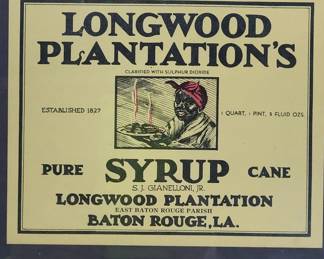 LONGWOOD
PLANTATION'S
CLARIFIED WITH SULPHUR DIOXIDE
ESTABLISHED 1827
1 QUART, 1 PINT, 8 FLUID OZS.
PURE SYRUP CANE
S. J. GIANELLONI, JR.
LONGWOOD PLANTATION
EAST BATON ROUGE PARISH
BATON ROUGE, LA.